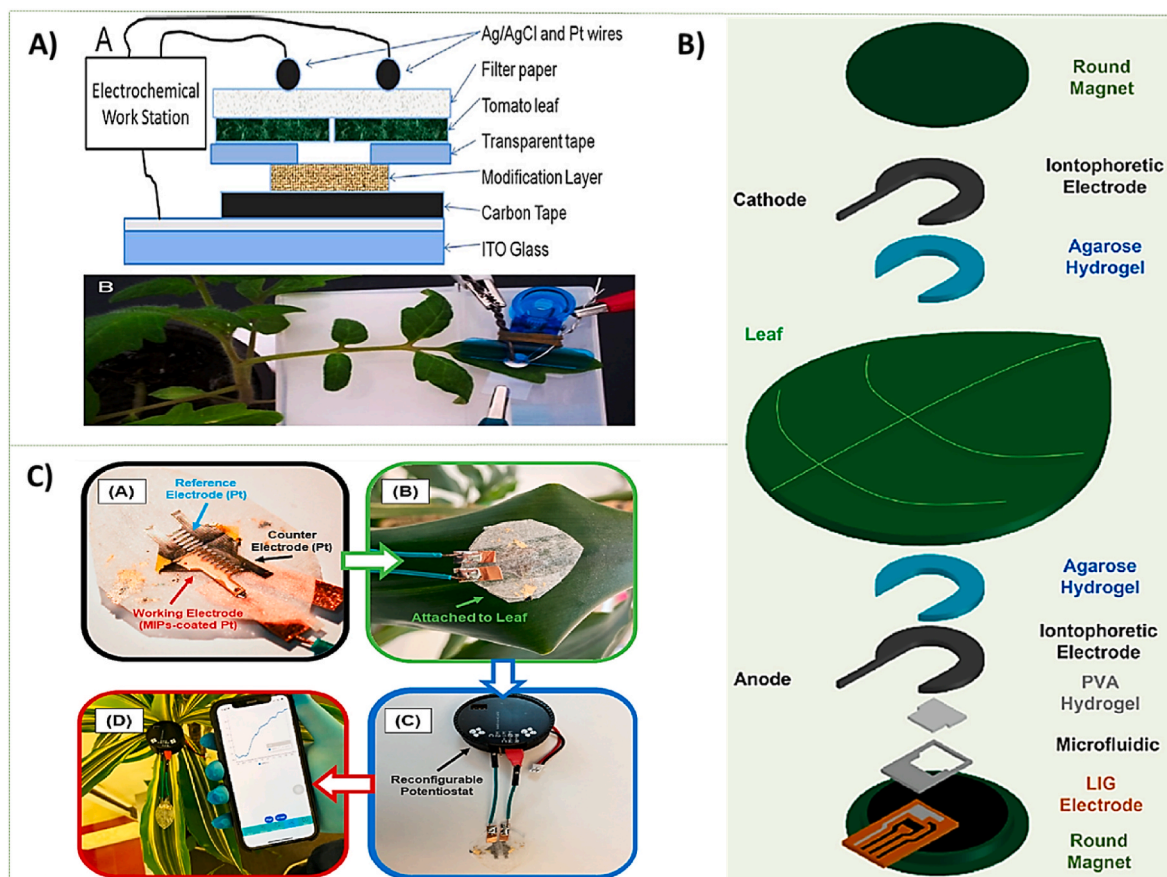 A)
A
Electrochemical
Work Station
Ag/AgCl and Pt wires
Filter paper
Tomato leaf
Transparent tape
Modification Layer
Carbon Tape
ITO Glass
B
B)
Round
Magnet
Iontophoretic
Electrode
Cathode
Agarose
Hydrogel
Leaf
Agarose
Hydrogel
Iontophoretic
Electrode
Anode
PVA
Hydrogel
Microfluidic
LIG
Electrode
Round
Magnet
C)
(A)
Reference
Electrode (Pt)
Counter
Electrode (Pt)
Working Electrode
(MIPs-coated Pt)
(B)
Attached to Leaf
(D)
(C)
Reconfigurable
Potentiostat